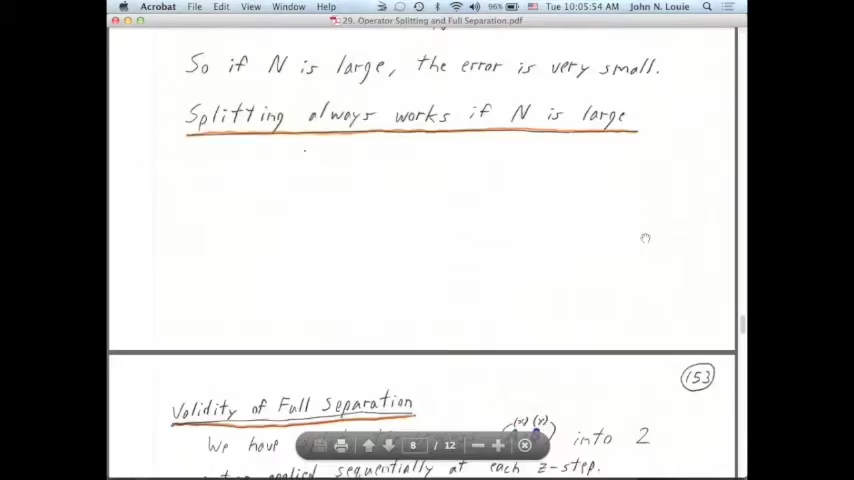 Acrobat File Edit View Window Help 96% Tue 10:05:54 AM John N. Louie
29. Operator Splitting and Full Separation.pdf
So if N is large, the error is very small.
Splitting always works if N is large
153
Validity of Full Separation
(x) (y)
We have into 2
8 / 12
applied sequentially at each z-step.